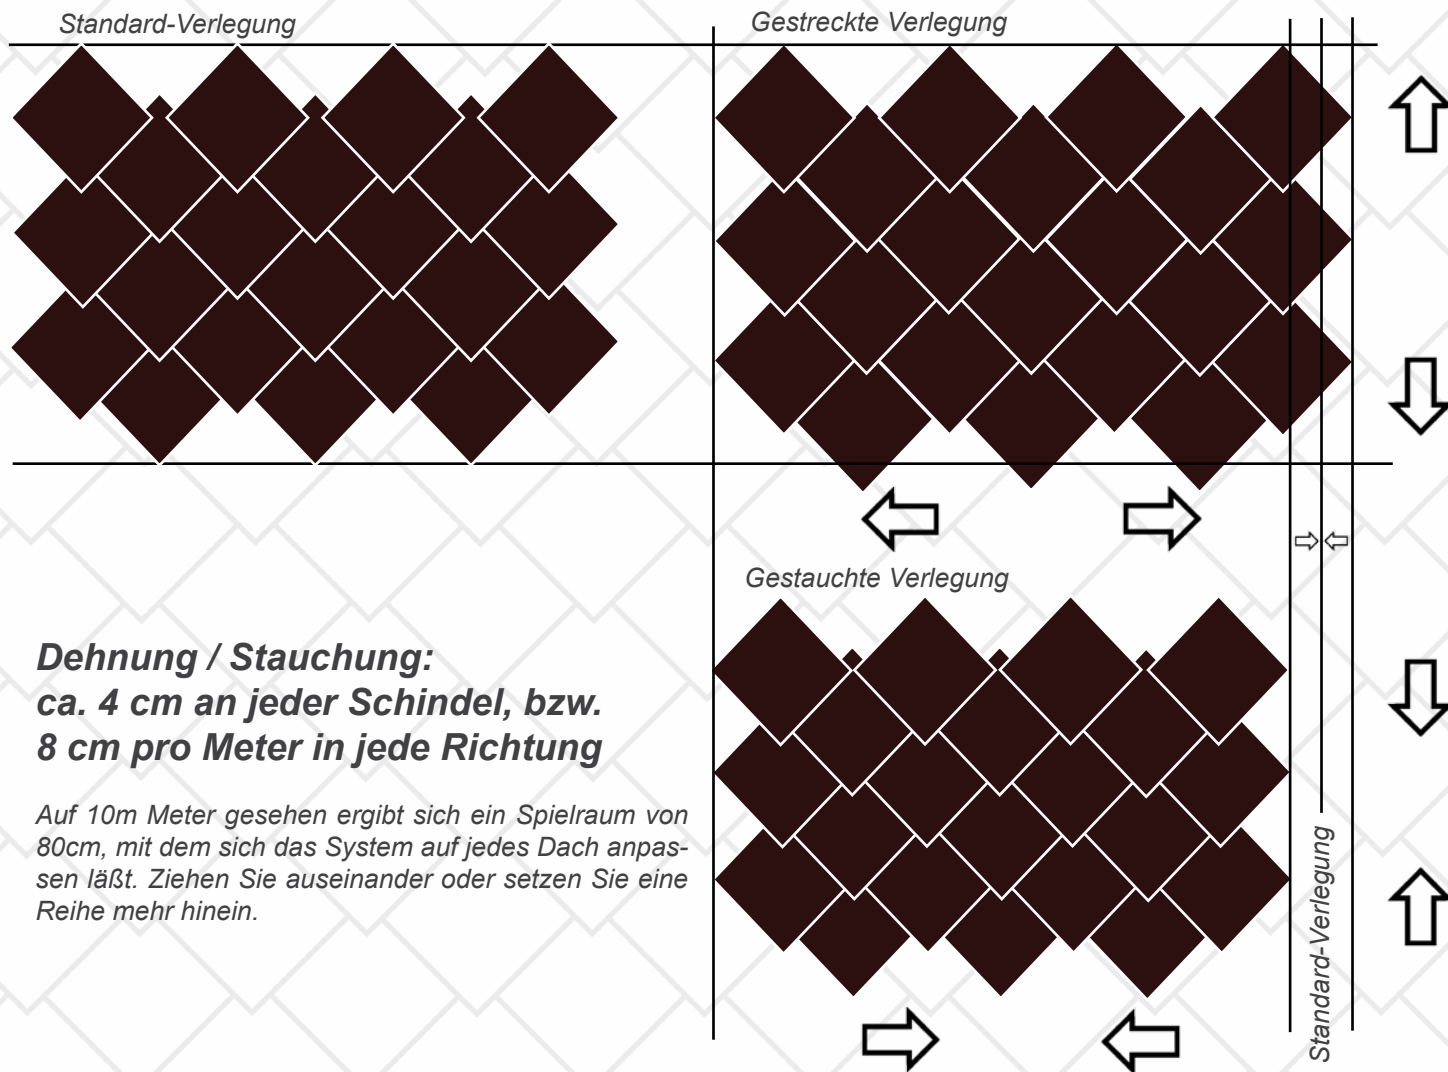 Standard-Verlegung
Gestreckte Verlegung
Gestauchte Verlegung
Dehnung / Stauchung:
ca. 4 cm an jeder Schindel, bzw.
8 cm pro Meter in jede Richtung
Auf 10m Meter gesehen ergibt sich ein Spielraum von
80cm, mit dem sich das System auf jedes Dach anpas-
sen läßt. Ziehen Sie auseinander oder setzen Sie eine
Reihe mehr hinein.
Standard-Verlegung